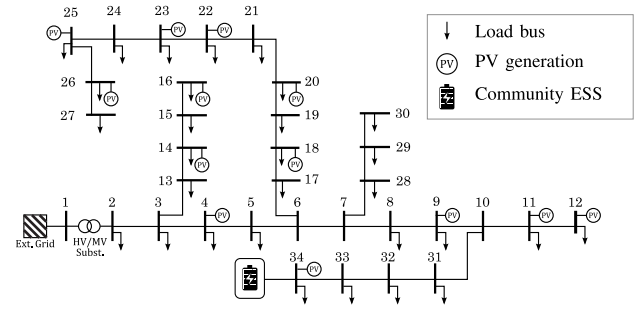 25 24 23 22 21
PV PV PV
Load bus
PV PV generation
Community ESS
26 16 20 30
PV PV PV
27 15 19 29
14 18
PV PV
13 17 28
1 2 3 4 5 6 7 8 9 10 11 12
PV PV PV PV
Ext. Grid HV/MV
Subst.
34 33 32 31
PV